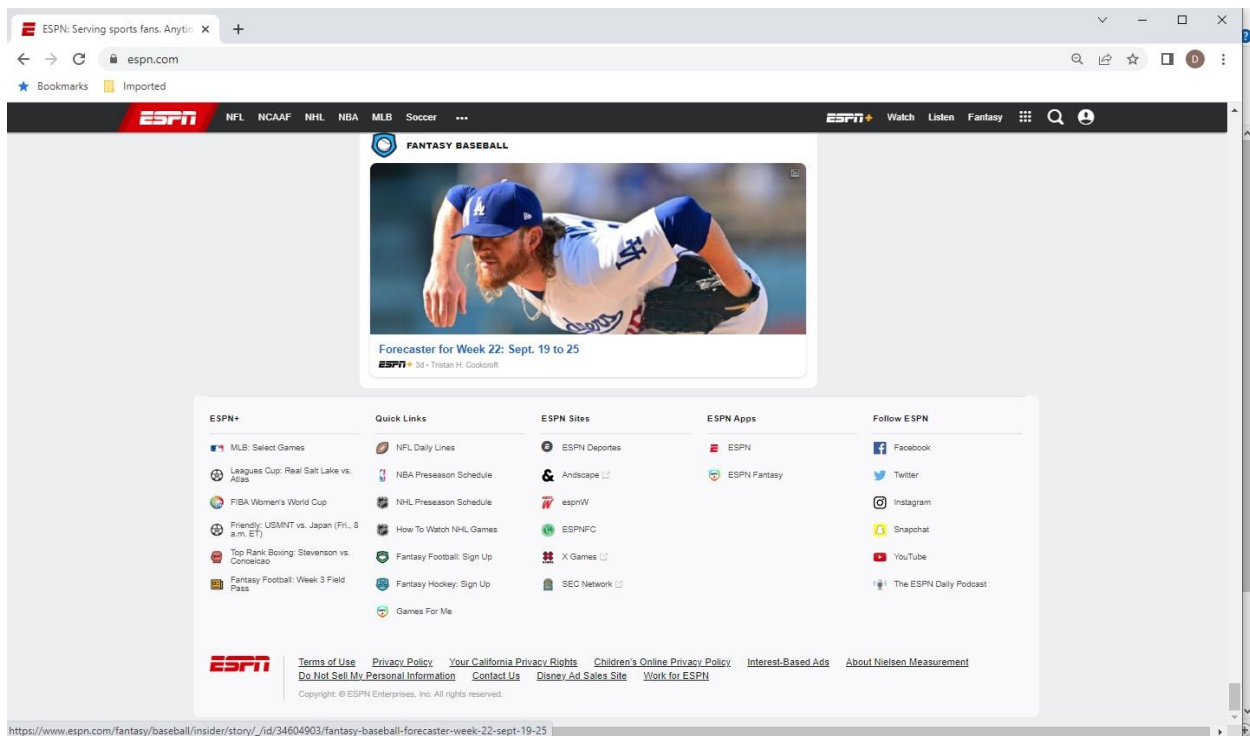 ESPN: Serving sports fans. Anytim
espn.com
D
Bookmarks Imported
ESPN NFL NCAAF NHL NBA MLB Soccer ••• ESPN+ Watch Listen Fantasy
FANTASY BASEBALL
LA
LA
Dodgers
Forecaster for Week 22: Sept. 19 to 25
ESPN+ 3d • Tristan H. Cockcroft
ESPN+
MLB: Select Games
Leagues Cup: Real Salt Lake vs.
Atlas
FIBA Women's World Cup
Friendly: USMNT vs. Japan (Fri., 8
a.m. ET)
Top Rank Boxing: Stevenson vs.
Conceicao
Fantasy Football: Week 3 Field
Pass
Quick Links
NFL Daily Lines
NBA Preseason Schedule
NHL Preseason Schedule
How To Watch NHL Games
Fantasy Football: Sign Up
Fantasy Hockey: Sign Up
Games For Me
ESPN Sites
ESPN Deportes
Andscape
espnW
ESPNFC
X Games
SEC Network
ESPN Apps
ESPN
ESPN Fantasy
Follow ESPN
Facebook
Twitter
Instagram
Snapchat
YouTube
The ESPN Daily Podcast
ESPN
Terms of Use Privacy Policy Your California Privacy Rights Children's Online Privacy Policy Interest-Based Ads About Nielsen Measurement
Do Not Sell My Personal Information Contact Us Disney Ad Sales Site Work for ESPN
Copyright: © ESPN Enterprises, Inc. All rights reserved.
https://www.espn.com/fantasy/baseball/insider/story/_/id/34604903/fantasy-baseball-forecaster-week-22-sept-19-25